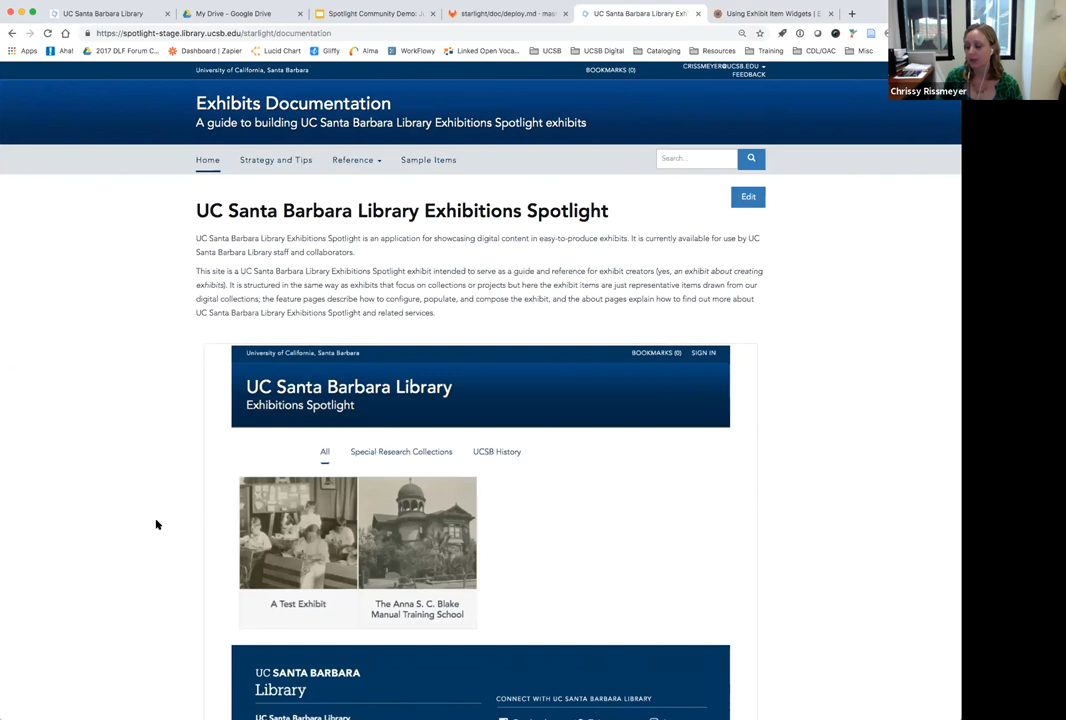 UC Santa Barbara Library
My Drive - Google Drive
Spotlight Community Demo: J
starlight/doc/deploy.md · mas
UC Santa Barbara Library Ex
Using Exhibit Item Widgets | E
https://spotlight-stage.library.ucsb.edu/starlight/documentation
Apps
Aha!
2017 DLF Forum C...
Dashboard | Zapier
Lucid Chart
Gliffy
Alma
WorkFlowy
Linked Open Voca...
UCSB
UCSB Digital
Cataloging
Resources
Training
CDL/OAC
Misc
Chrissy Rissmeyer
University of California, Santa Barbara
BOOKMARKS (0)
CRISSMEYER@UCSB.EDU
FEEDBACK
Exhibits Documentation
A guide to building UC Santa Barbara Library Exhibitions Spotlight exhibits
Home
Strategy and Tips
Reference
Sample Items
Search...
Edit
UC Santa Barbara Library Exhibitions Spotlight
UC Santa Barbara Library Exhibitions Spotlight is an application for showcasing digital content in easy-to-produce exhibits. It is currently available for use by UC
Santa Barbara Library staff and collaborators.
This site is a UC Santa Barbara Library Exhibitions Spotlight exhibit intended to serve as a guide and reference for exhibit creators (yes, an exhibit about creating
exhibits). It is structured in the same way as exhibits that focus on collections or projects but here the exhibit items are just representative items drawn from our
digital collections; the feature pages describe how to configure, populate, and compose the exhibit, and the about pages explain how to find out more about
UC Santa Barbara Library Exhibitions Spotlight and related services.
University of California, Santa Barbara
BOOKMARKS (0)
SIGN IN
UC Santa Barbara Library
Exhibitions Spotlight
All
Special Research Collections
UCSB History
A Test Exhibit
The Anna S. C. Blake
Manual Training School
UC SANTA BARBARA
Library
CONNECT WITH UC SANTA BARBARA LIBRARY
UC Santa Barbara Library